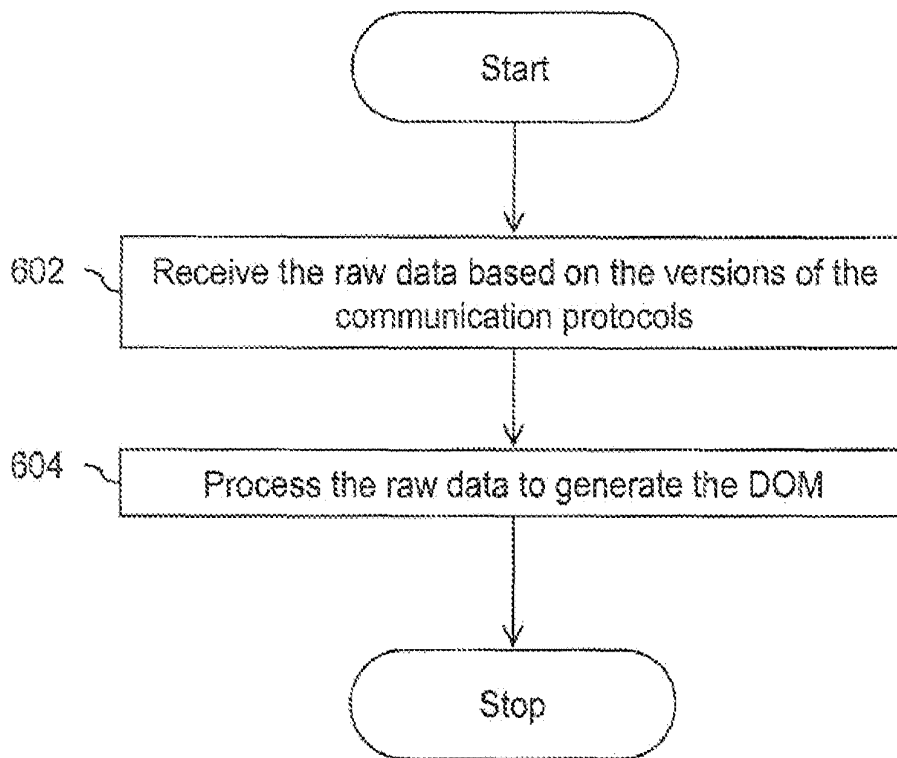 Start
602
Receive the raw data based on the versions of the
communication protocols
604
Process the raw data to generate the DOM
Stop